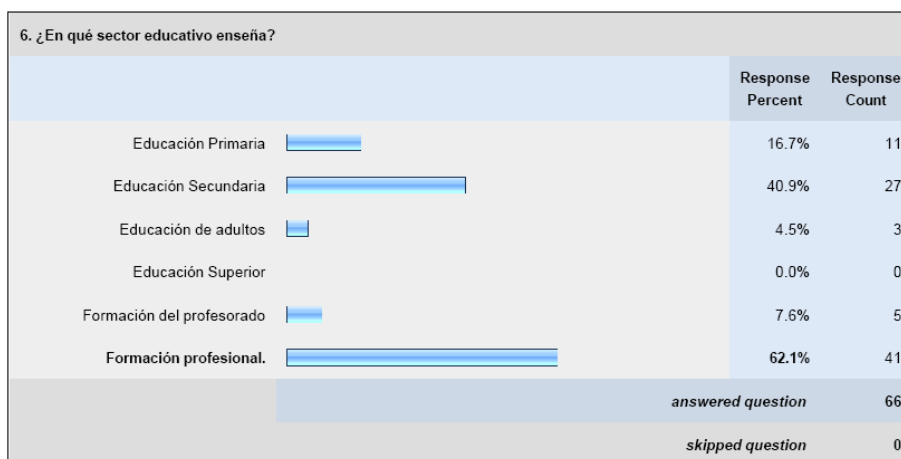 6. ¿En qué sector educativo enseña?
Response Percent Response Count
Educación Primaria 16.7% 11
Educación Secundaria 40.9% 27
Educación de adultos 4.5% 3
Educación Superior 0.0% 0
Formación del profesorado 7.6% 5
Formación profesional. 62.1% 41
answered question 66
skipped question 0